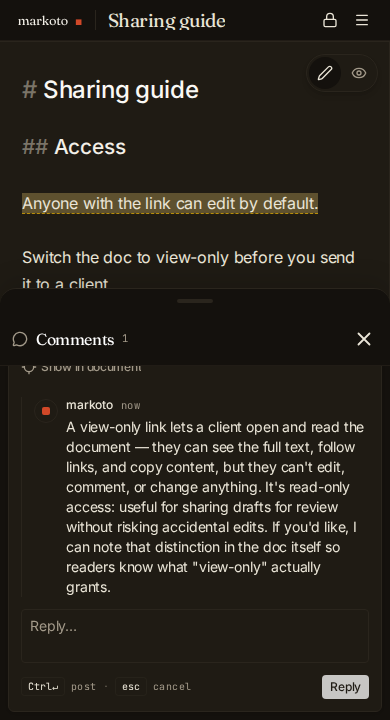 markoto
Sharing guide
# Sharing guide
## Access
Anyone with the link can edit by default.
Switch the doc to view-only before you send
it to a client
Comments 1
Show in document
markoto now
A view-only link lets a client open and read the
document — they can see the full text, follow
links, and copy content, but they can't edit,
comment, or change anything. It's read-only
access: useful for sharing drafts for review
without risking accidental edits. If you'd like, I
can note that distinction in the doc itself so
readers know what "view-only" actually
grants.
Reply...
Ctrl↵ post · esc cancel
Reply